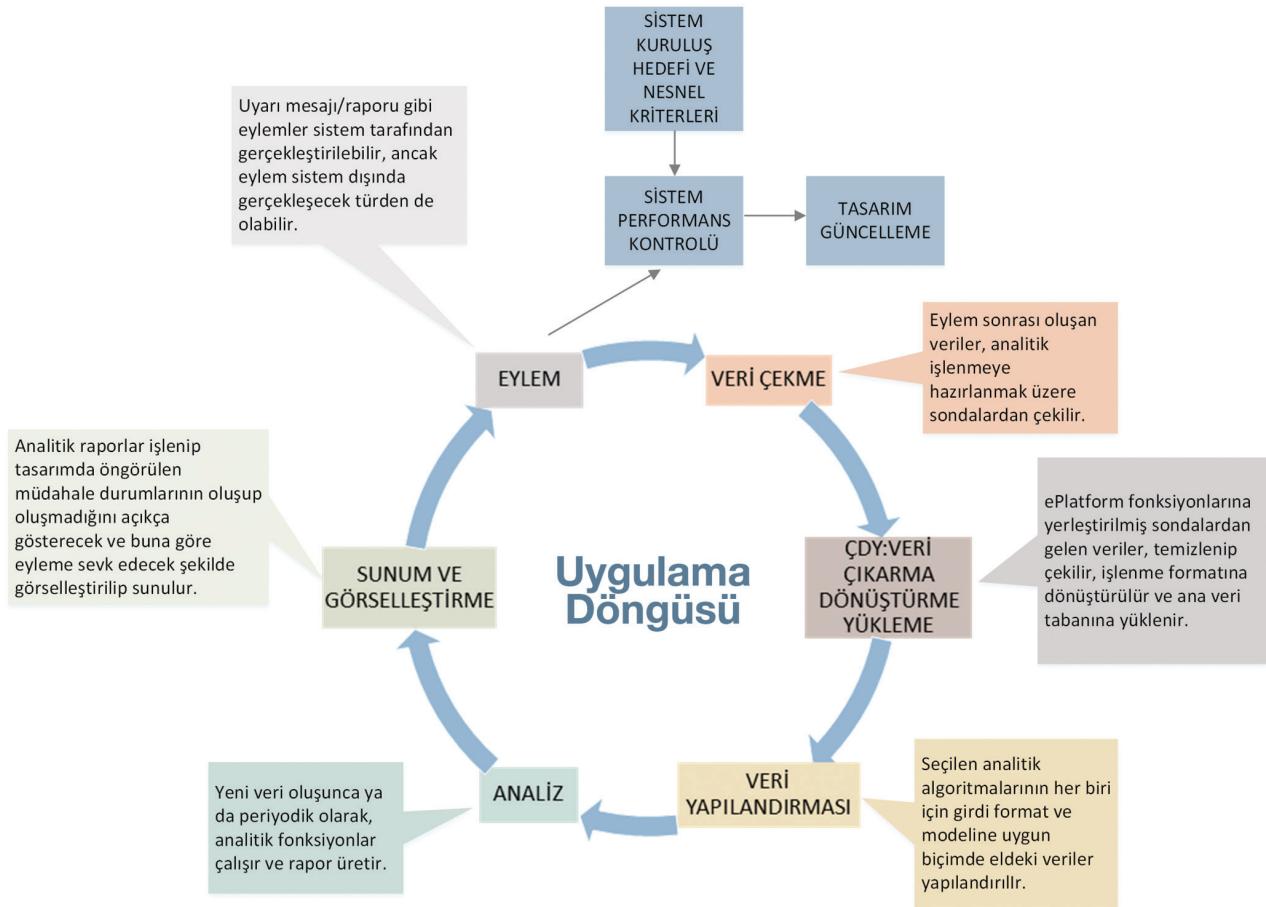 SİSTEM
KURULUŞ
HEDEFİ VE
NESNEL
KRİTERLERİ
Uyarı mesajı/raporu gibi
eylemler sistem tarafından
gerçekleştirilebilir, ancak
eylem sistem dışında
gerçekleşecek türden de
olabilir.
SİSTEM
PERFORMANS
KONTROLÜ
TASARIM
GÜNCELLEME
EYLEM
VERİ ÇEKME
Eylem sonrası oluşan
veriler, analitik
işlenmeye
hazırlanmak üzere
sondalardan çekilir.
ÇDY:VERİ
ÇIKARMA
DÖNÜŞTÜRME
YÜKLEME
ePlatform fonksiyonlarına
yerleştirilmiş sondalardan
gelen veriler, temizlenip
çekilir, işlenme formatına
dönüştürülür ve ana veri
tabanına yüklenir.
Uygulama
Döngüsü
Analitik raporlar işlenip
tasarımda öngörülen
müdahale durumlarının oluşup
oluşmadığını açıkça
gösterecek ve buna göre
eyleme sevk edecek şekilde
görselleştirilip sunulur.
SUNUM VE
GÖRSELLEŞTİRME
Yeni veri oluşunca ya
da periyodik olarak,
analitik fonksiyonlar
çalışır ve rapor üretir.
ANALİZ
VERİ
YAPILANDIRMASI
Seçilen analitik
algoritmalarının her biri
için girdi format ve
modeline uygun
biçimde eldeki veriler
yapılandırılIr.